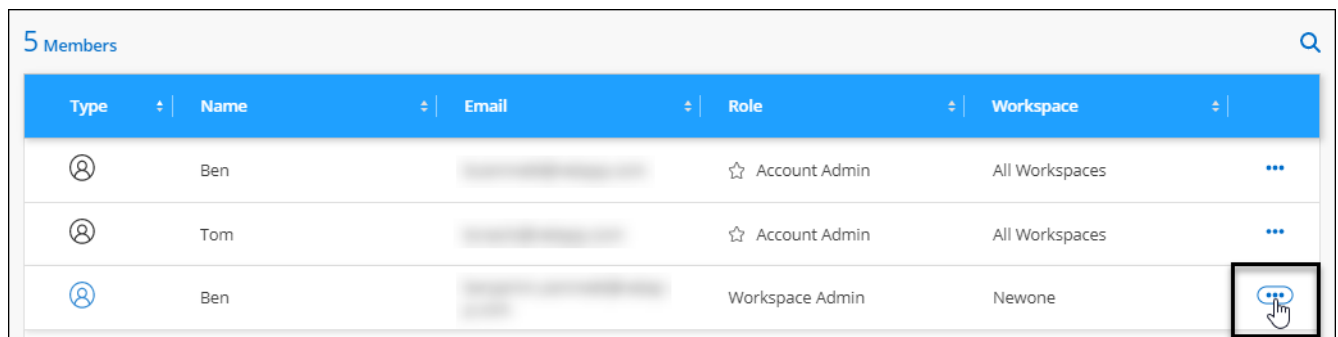 5 Members
Type Name Email Role Workspace
Ben Account Admin All Workspaces
Tom Account Admin All Workspaces
Ben Workspace Admin Newone